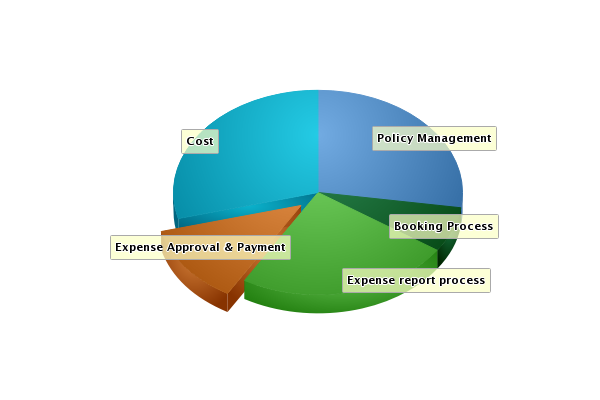 Policy Management
Cost
Booking Process
Expense Approval & Payment
Expense report process